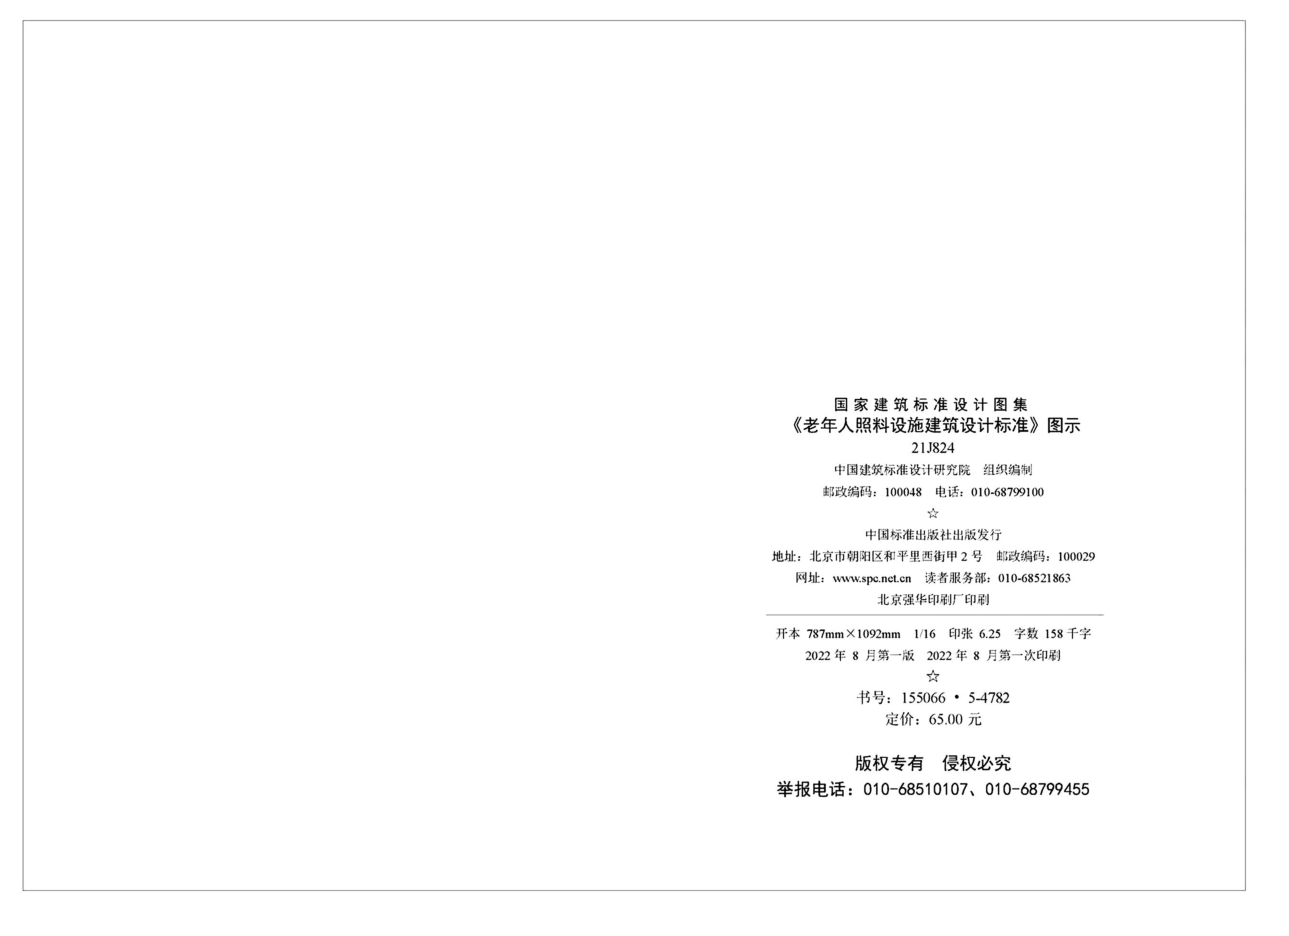 国家建筑标准设计图集
《老年人照料设施建筑设计标准》图示
21J824
中国建筑标准设计研究院　组织编制
邮政编码：100048　电话：010-68799100
☆
中国标准出版社出版发行
地址：北京市朝阳区和平里西街甲 2 号　邮政编码：100029
网址：www.spc.net.cn　读者服务部：010-68521863
北京强华印刷厂印刷
开本 787mm×1092mm　1/16　印张 6.25　字数 158 千字
2022 年 8 月第一版　2022 年 8 月第一次印刷
☆
书号：155066 • 5-4782
定价：65.00 元
版权专有　侵权必究
举报电话：010-68510107、010-68799455